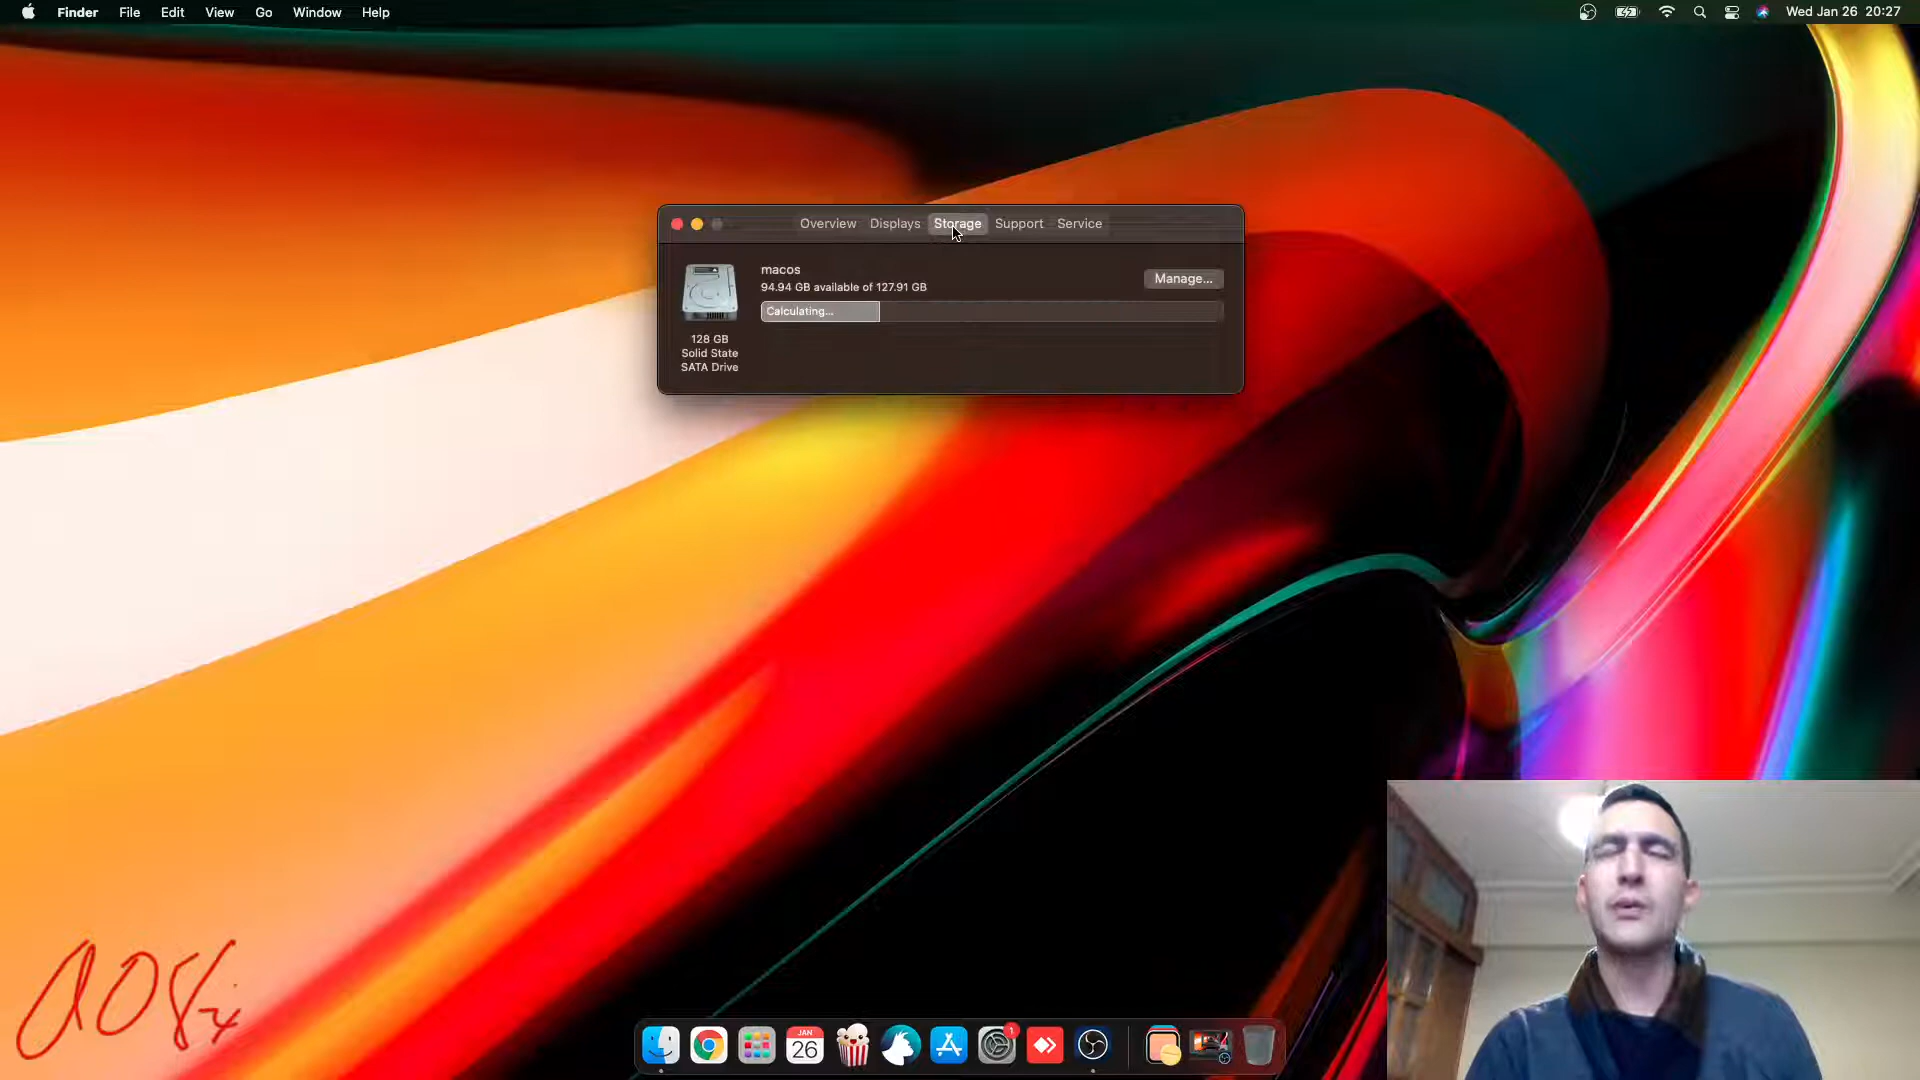 Finder File Edit View Go Window Help
Wed Jan 26 20:27
Overview Displays Storage Support Service
macos
94.94 GB available of 127.91 GB
Manage...
Calculating...
128 GB
Solid State
SATA Drive
JAN
26
1